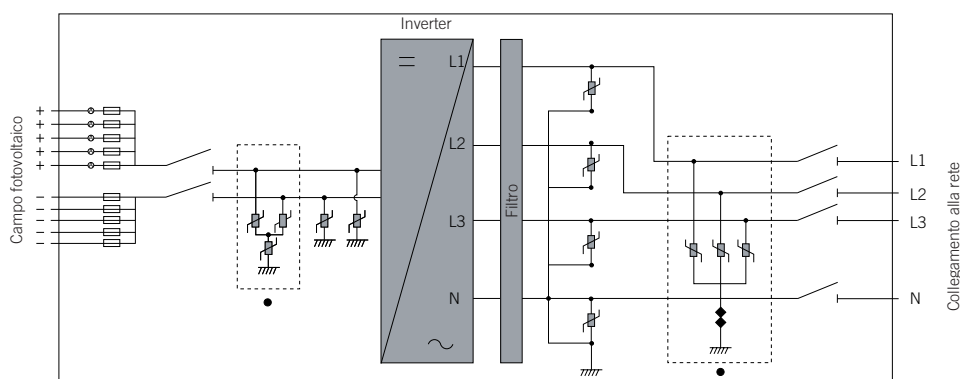 Inverter
Campo fotovoltaico
+
+
+
+
+
−
−
−
−
−
L1
L2
L3
N
Filtro
L1
L2
L3
N
Collegamento alla rete